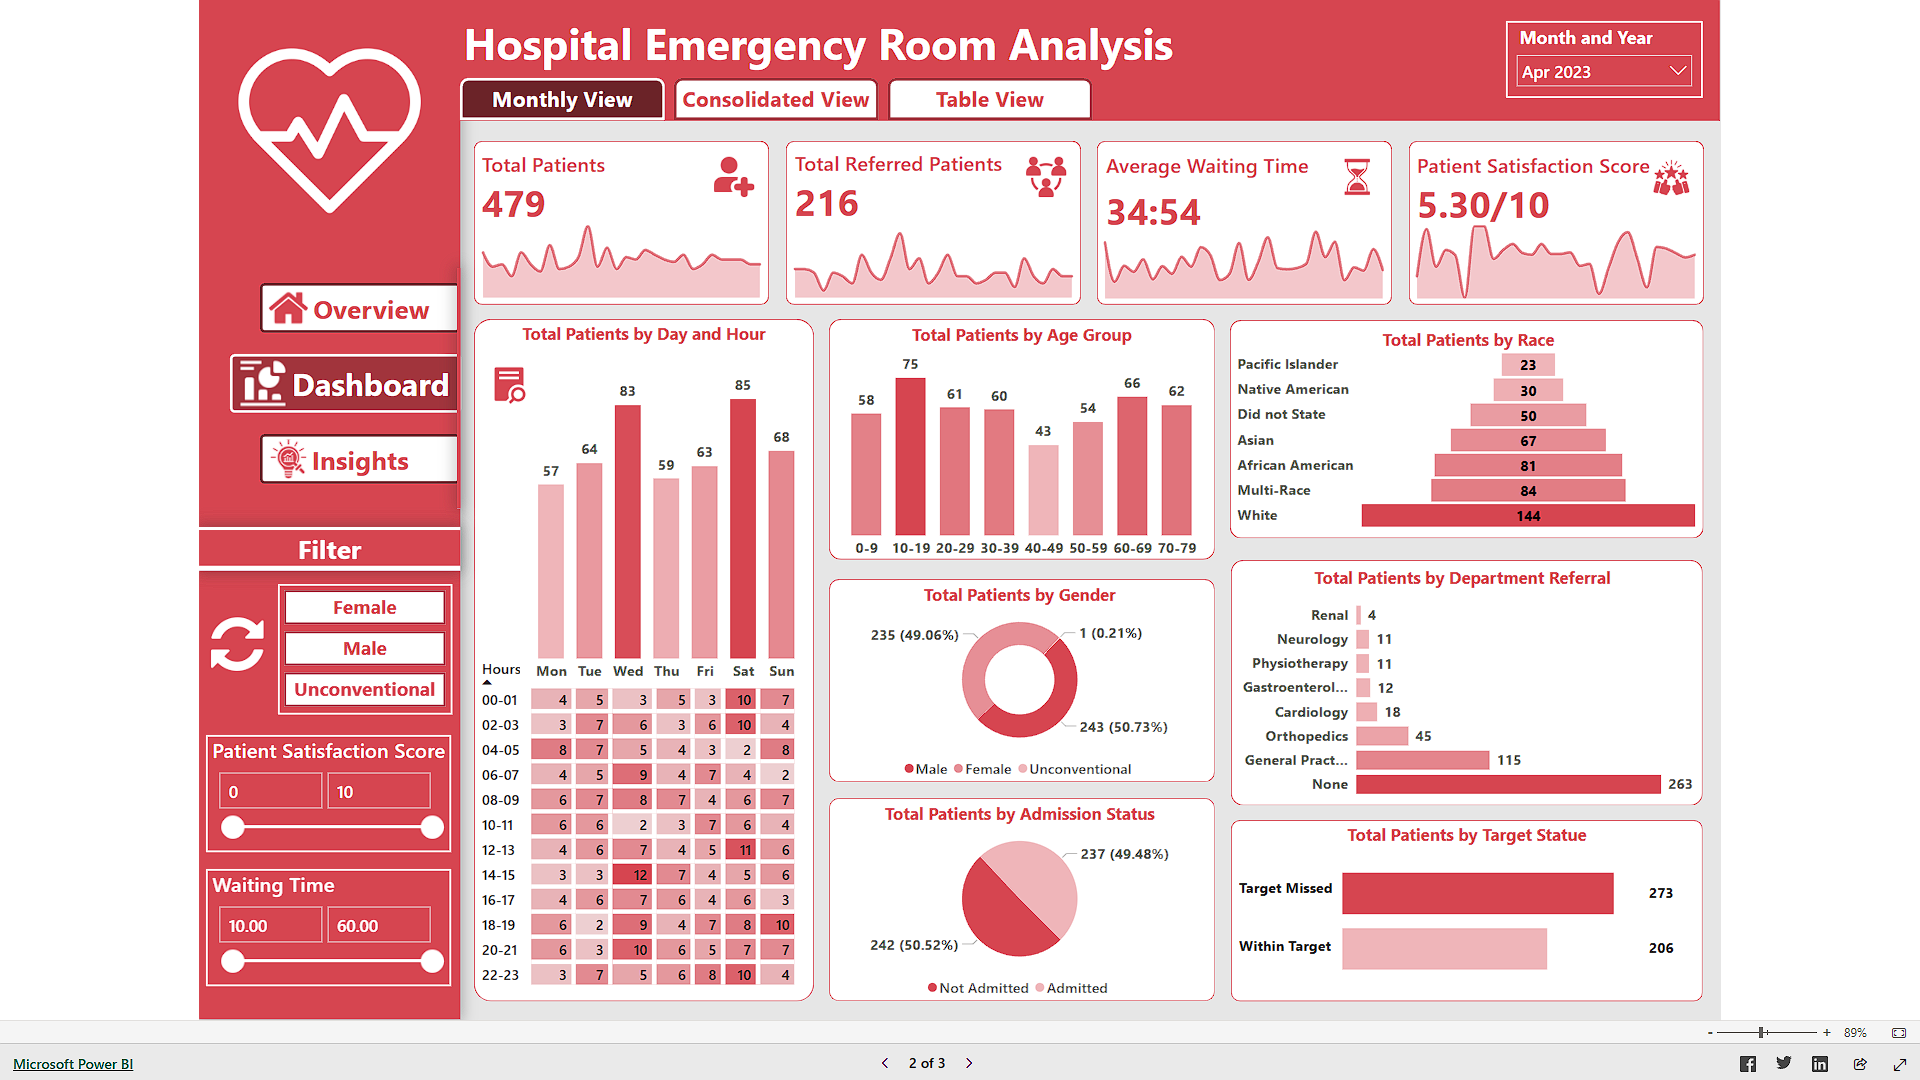 Hospital Emergency Room Analysis
Month and Year
Apr 2023
Monthly View
Consolidated View
Table View
Overview
Dashboard
Insights
Filter
Female
Male
Unconventional
Patient Satisfaction Score
0 10
Waiting Time
10.00 60.00
Total Patients
479
Total Referred Patients
216
Average Waiting Time
34:54
Patient Satisfaction Score
5.30/10
Total Patients by Day and Hour
57 64 83 59 63 85 68
Hours Mon Tue Wed Thu Fri Sat Sun
00-01 4 5 3 5 3 10 7
02-03 3 7 6 3 6 10 4
04-05 8 7 5 4 3 2 8
06-07 4 5 9 4 7 4 2
08-09 6 7 8 7 4 6 7
10-11 6 6 2 3 7 6 4
12-13 4 6 7 4 5 11 6
14-15 3 3 12 7 4 5 6
16-17 4 6 7 6 4 6 3
18-19 6 2 9 4 7 8 10
20-21 6 3 10 6 5 7 7
22-23 3 7 5 6 8 10 4
Total Patients by Age Group
58 75 61 60 43 54 66 62
0-9 10-19 20-29 30-39 40-49 50-59 60-69 70-79
Total Patients by Gender
235 (49.06%)
1 (0.21%)
243 (50.73%)
Male Female Unconventional
Total Patients by Admission Status
237 (49.48%)
242 (50.52%)
Not Admitted Admitted
Total Patients by Race
Pacific Islander 23
Native American 30
Did not State 50
Asian 67
African American 81
Multi-Race 84
White 144
Total Patients by Department Referral
Renal 4
Neurology 11
Physiotherapy 11
Gastroenterol... 12
Cardiology 18
Orthopedics 45
General Pract... 115
None 263
Total Patients by Target Statue
Target Missed 273
Within Target 206
- + 89%
Microsoft Power BI
2 of 3